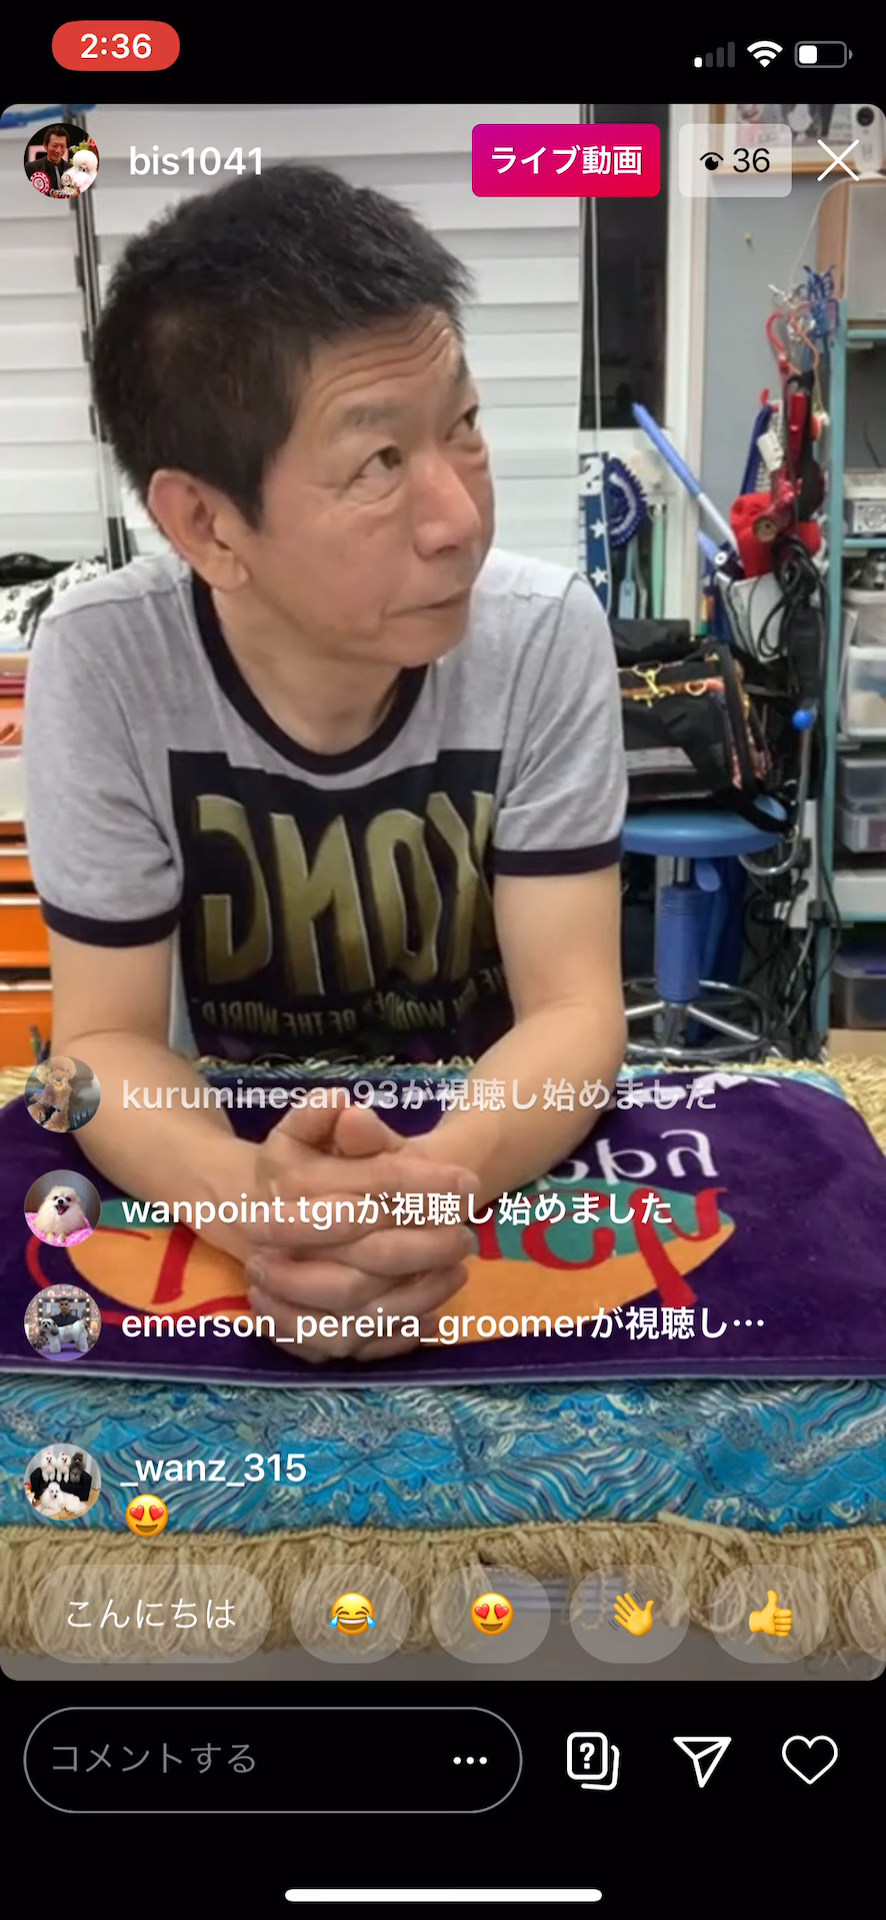 2:36
bis1041
ライブ動画
36
KONG
OF THE WORLD
kuruminesan93が視聴し始めました
wanpoint.tgnが視聴し始めました
emerson_pereira_groomerが視聴し…
_wanz_315
😍
こんにちは 😂 😍 👋 👍
コメントする